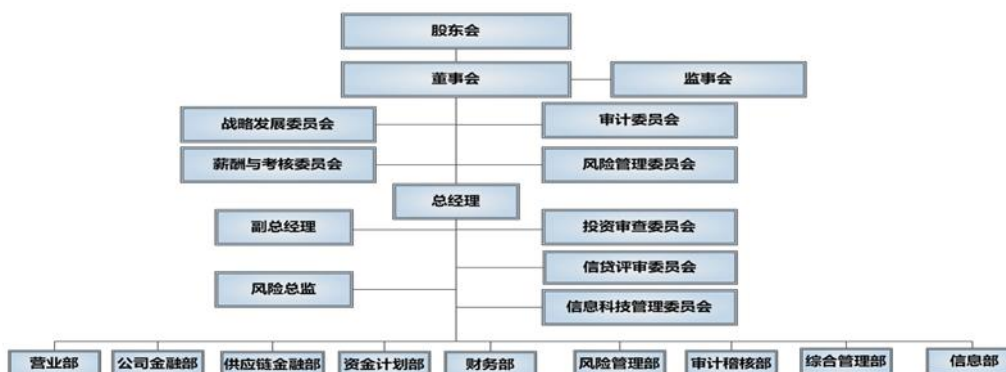 股东会
董事会
监事会
战略发展委员会
审计委员会
薪酬与考核委员会
风险管理委员会
总经理
副总经理
投资审查委员会
信贷评审委员会
风险总监
信息科技管理委员会
营业部
公司金融部
供应链金融部
资金计划部
财务部
风险管理部
审计稽核部
综合管理部
信息部